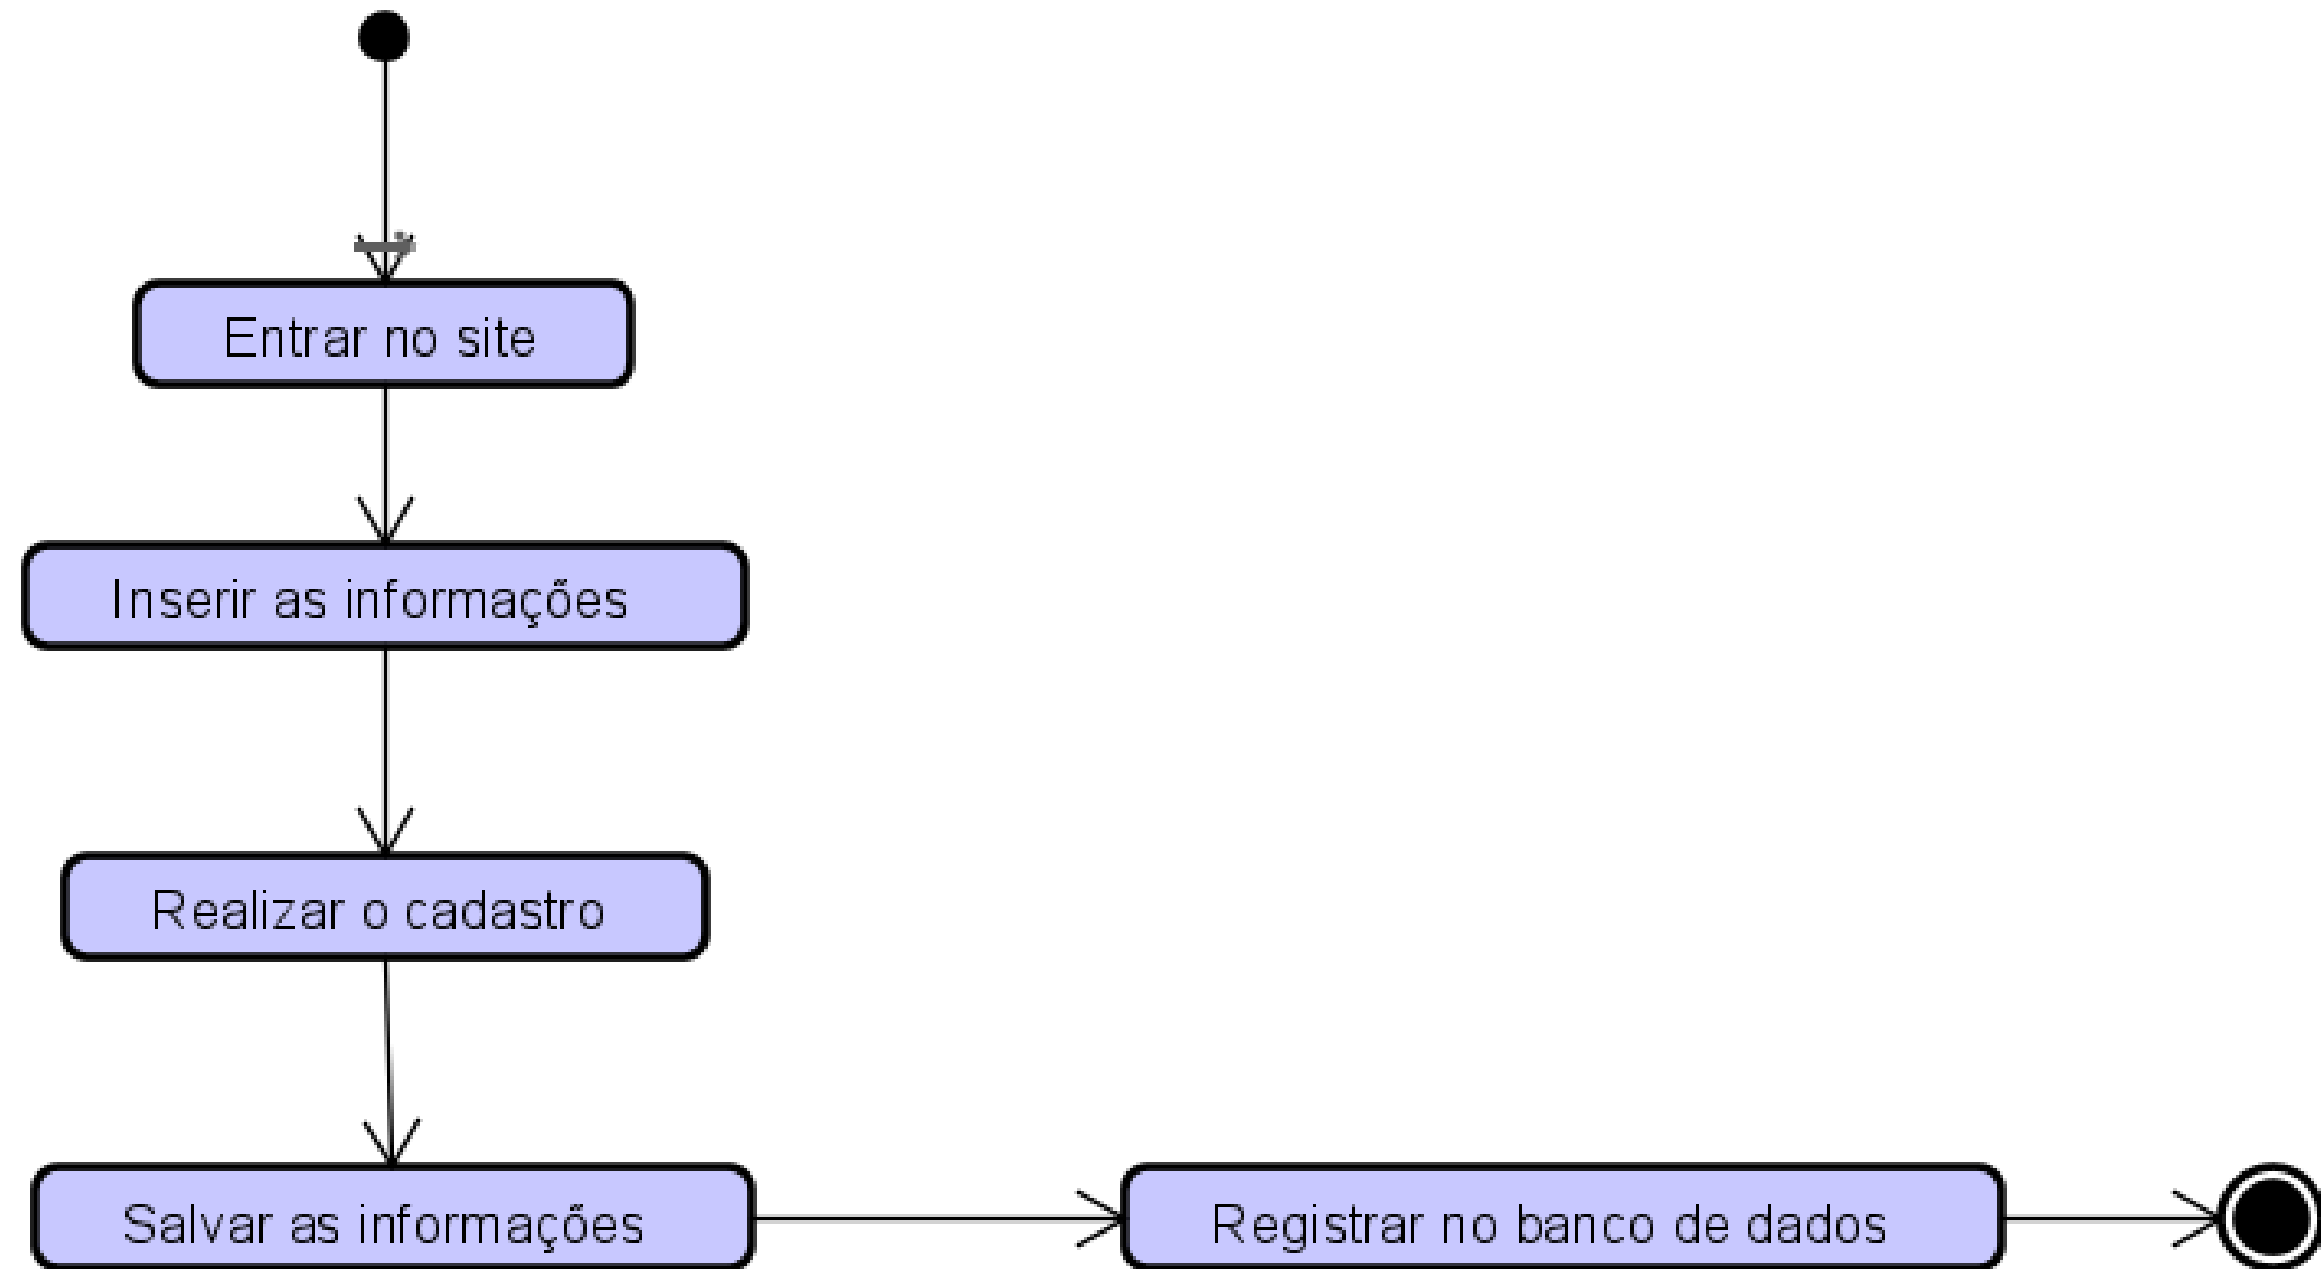 Entrar no site
Inserir as informações
Realizar o cadastro
Salvar as informações
Registrar no banco de dados